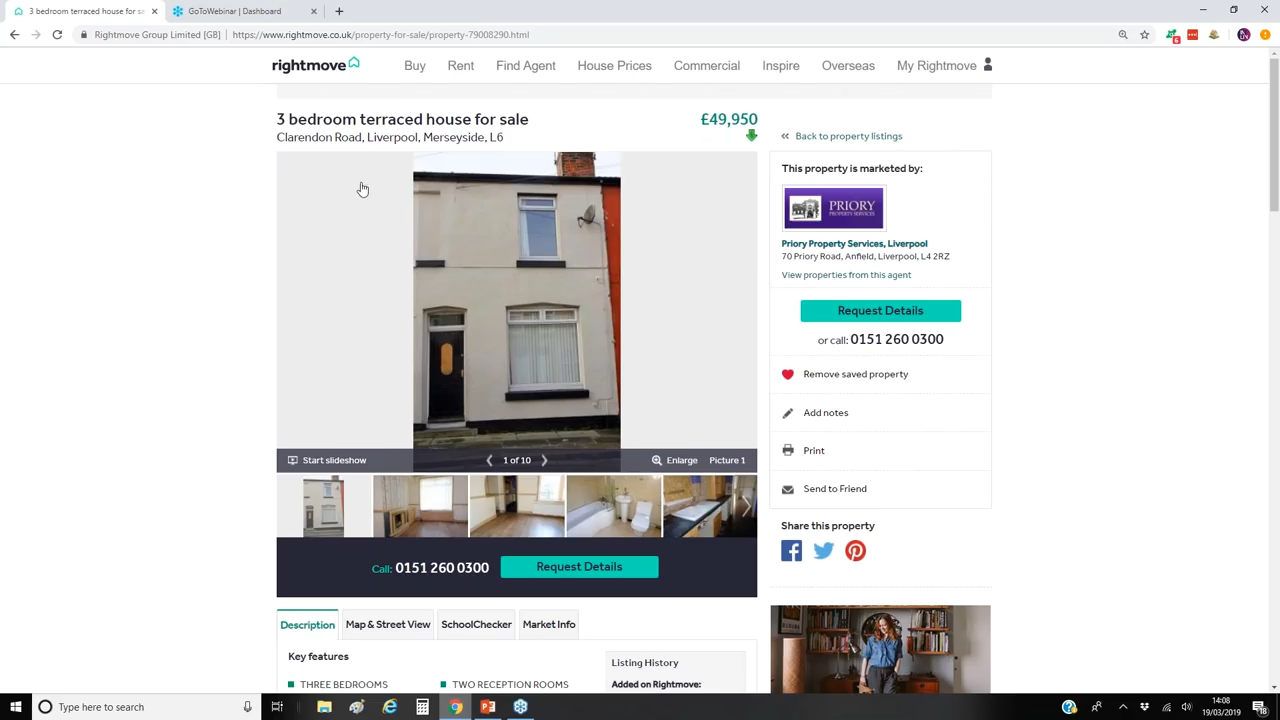 3 bedroom terraced house for sa
GoToWebinar | Dashboard
Rightmove Group Limited [GB] | https://www.rightmove.co.uk/property-for-sale/property-79008290.html
6
rightmove
Buy
Rent
Find Agent
House Prices
Commercial
Inspire
Overseas
My Rightmove
3 bedroom terraced house for sale
£49,950
Clarendon Road, Liverpool, Merseyside, L6
Back to property listings
This property is marketed by:
PRIORY
PROPERTY SERVICES
Priory Property Services, Liverpool
70 Priory Road, Anfield, Liverpool, L4 2RZ
View properties from this agent
Request Details
or call: 0151 260 0300
Remove saved property
Add notes
Print
Send to Friend
Share this property
Start slideshow
1 of 10
Enlarge
Picture 1
Call: 0151 260 0300
Request Details
Description
Map & Street View
SchoolChecker
Market Info
Key features
THREE BEDROOMS
TWO RECEPTION ROOMS
Listing History
Added on Rightmove:
Type here to search
14:08
19/03/2019
18